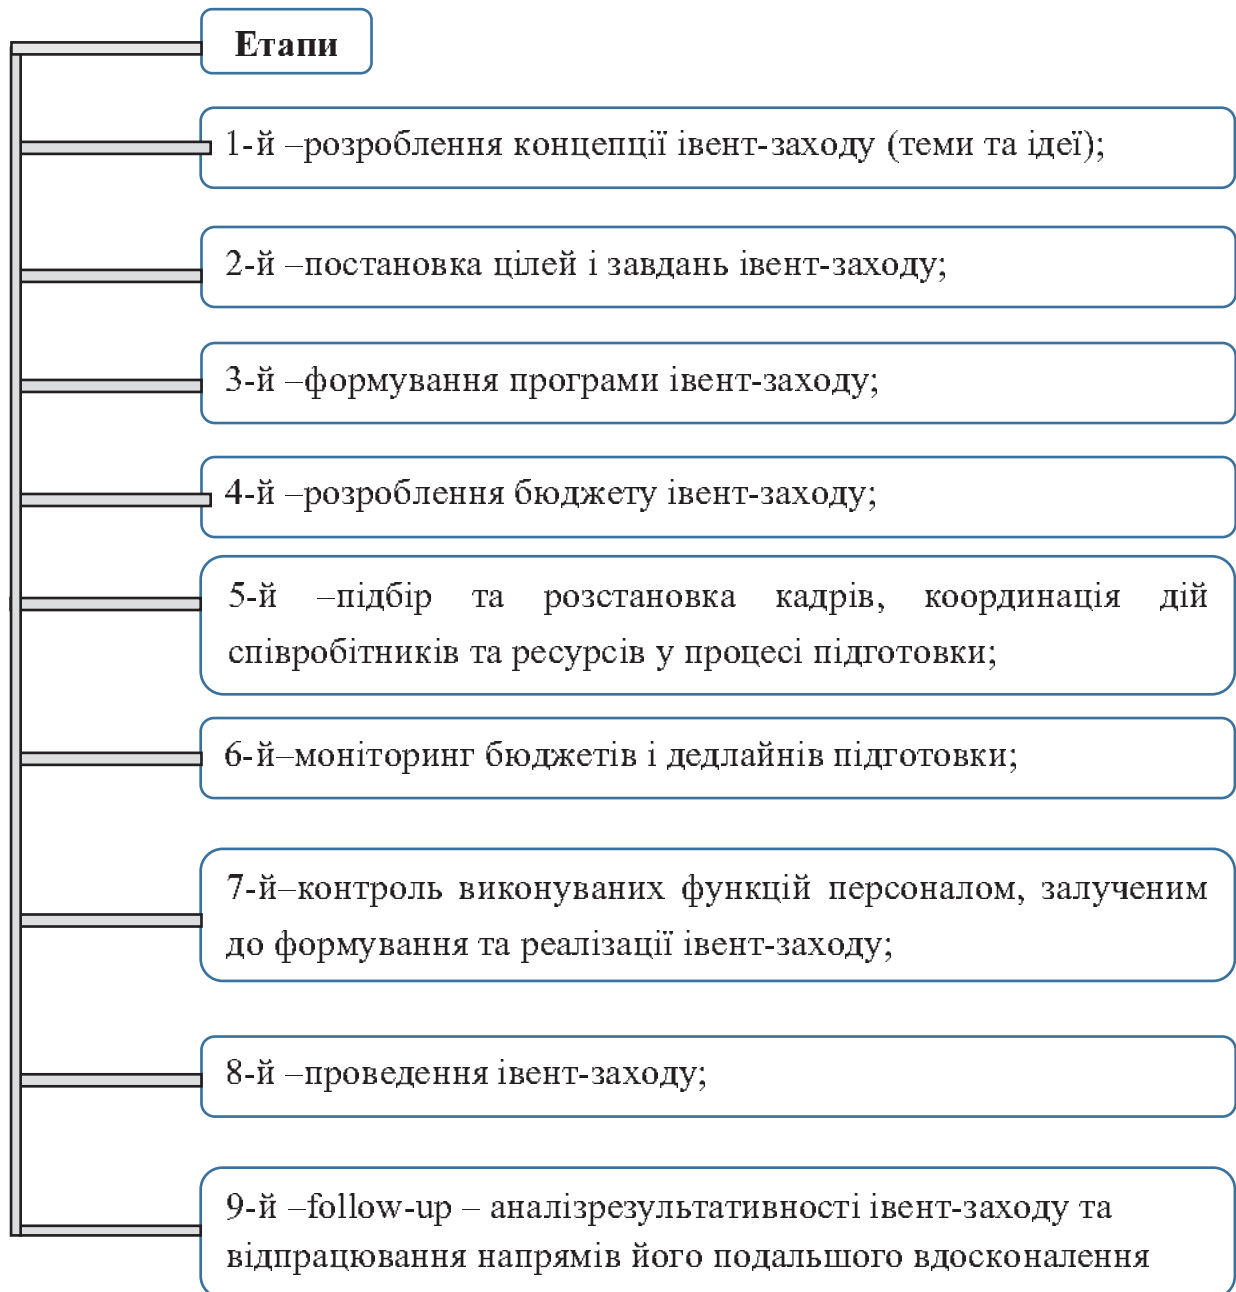 Етапи
1-й –розроблення концепції івент-заходу (теми та ідеї);
2-й –постановка цілей і завдань івент-заходу;
3-й –формування програми івент-заходу;
4-й –розроблення бюджету івент-заходу;
5-й –підбір та розстановка кадрів, координація дій
співробітників та ресурсів у процесі підготовки;
6-й–моніторинг бюджетів і дедлайнів підготовки;
7-й–контроль виконуваних функцій персоналом, залученим
до формування та реалізації івент-заходу;
8-й –проведення івент-заходу;
9-й –follow-up – аналізрезультативності івент-заходу та
відпрацювання напрямів його подальшого вдосконалення